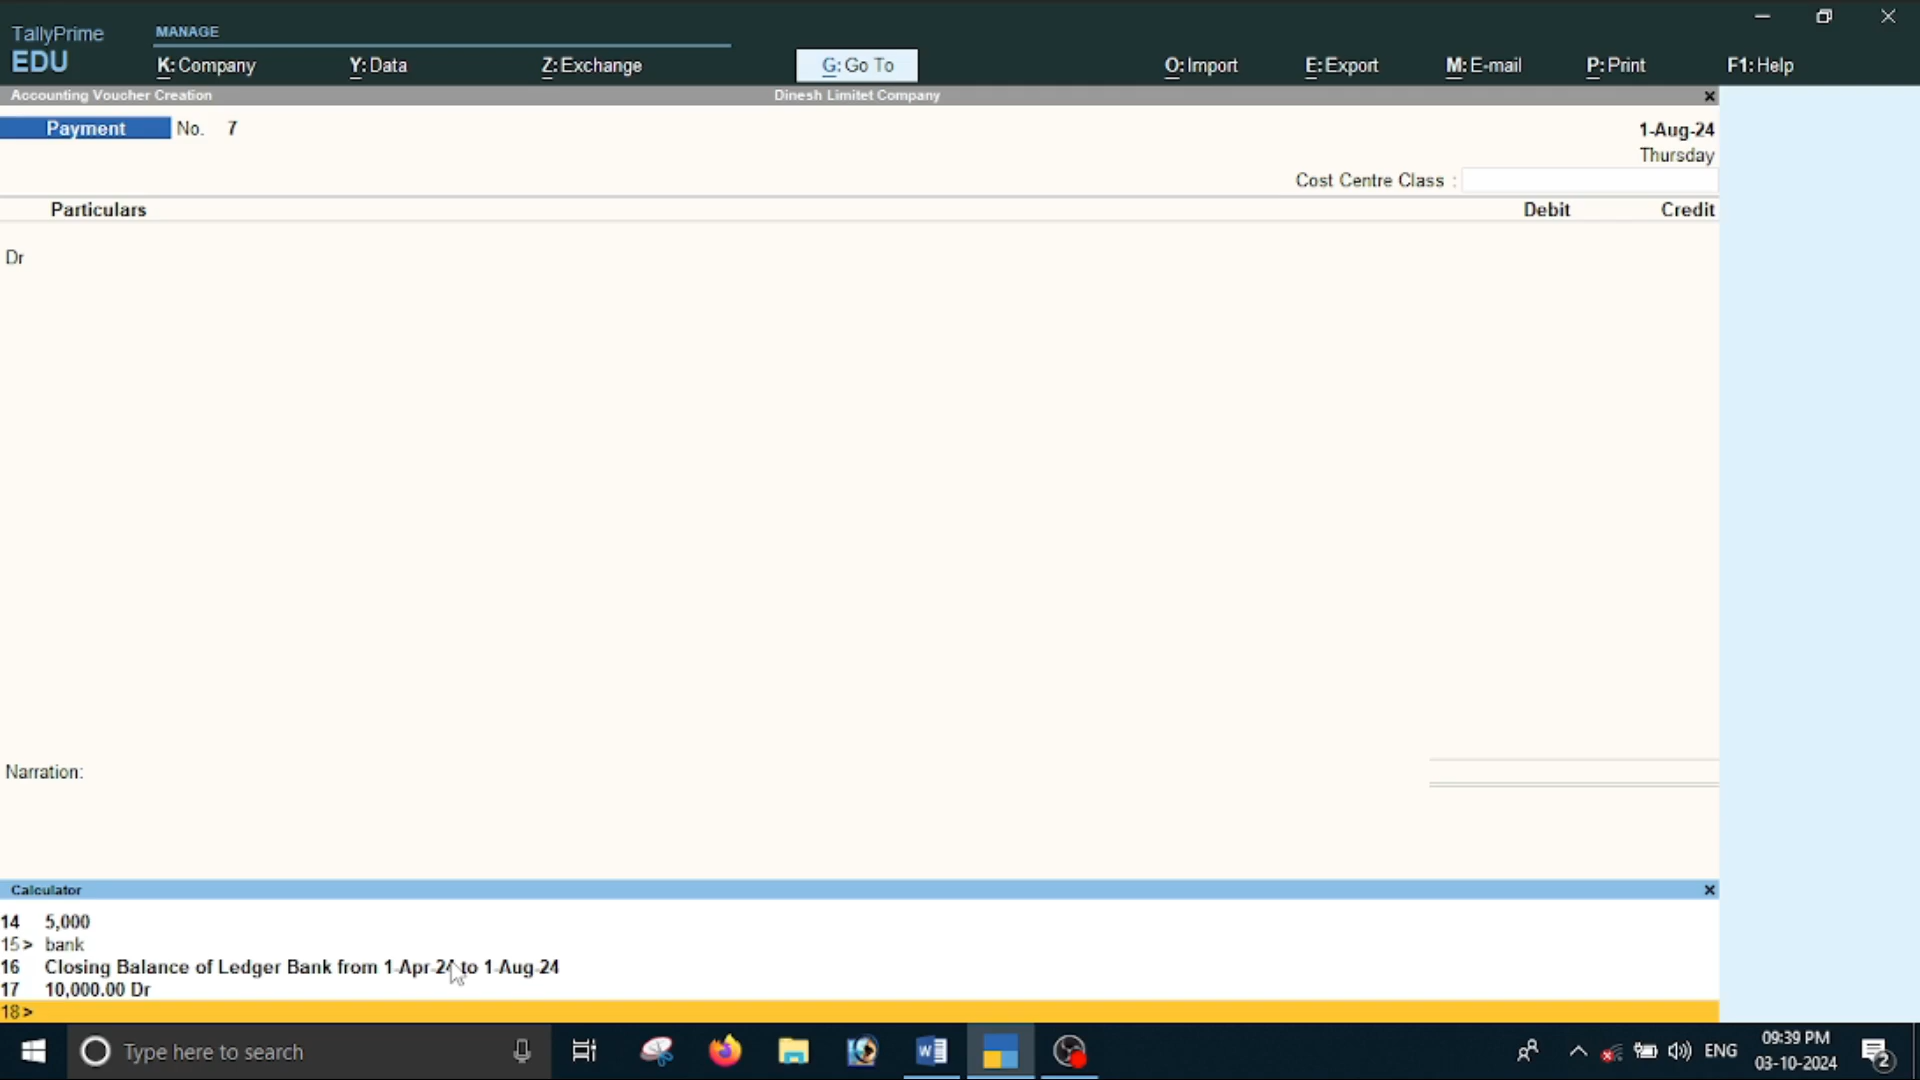 TallyPrime
EDU
MANAGE
K: Company
Y: Data
Z: Exchange
G: Go To
O: Import
E: Export
M: E-mail
P: Print
F1: Help
Accounting Voucher Creation
Dinesh Limitet Company
Payment No. 7
1-Aug-24
Thursday
Cost Centre Class :
Particulars Debit Credit
Dr
Narration:
Calculator
14 5,000
15> bank
16 Closing Balance of Ledger Bank from 1-Apr-24 to 1-Aug-24
17 10,000.00 Dr
18>
Type here to search
ENG
09:39 PM
03-10-2024
2